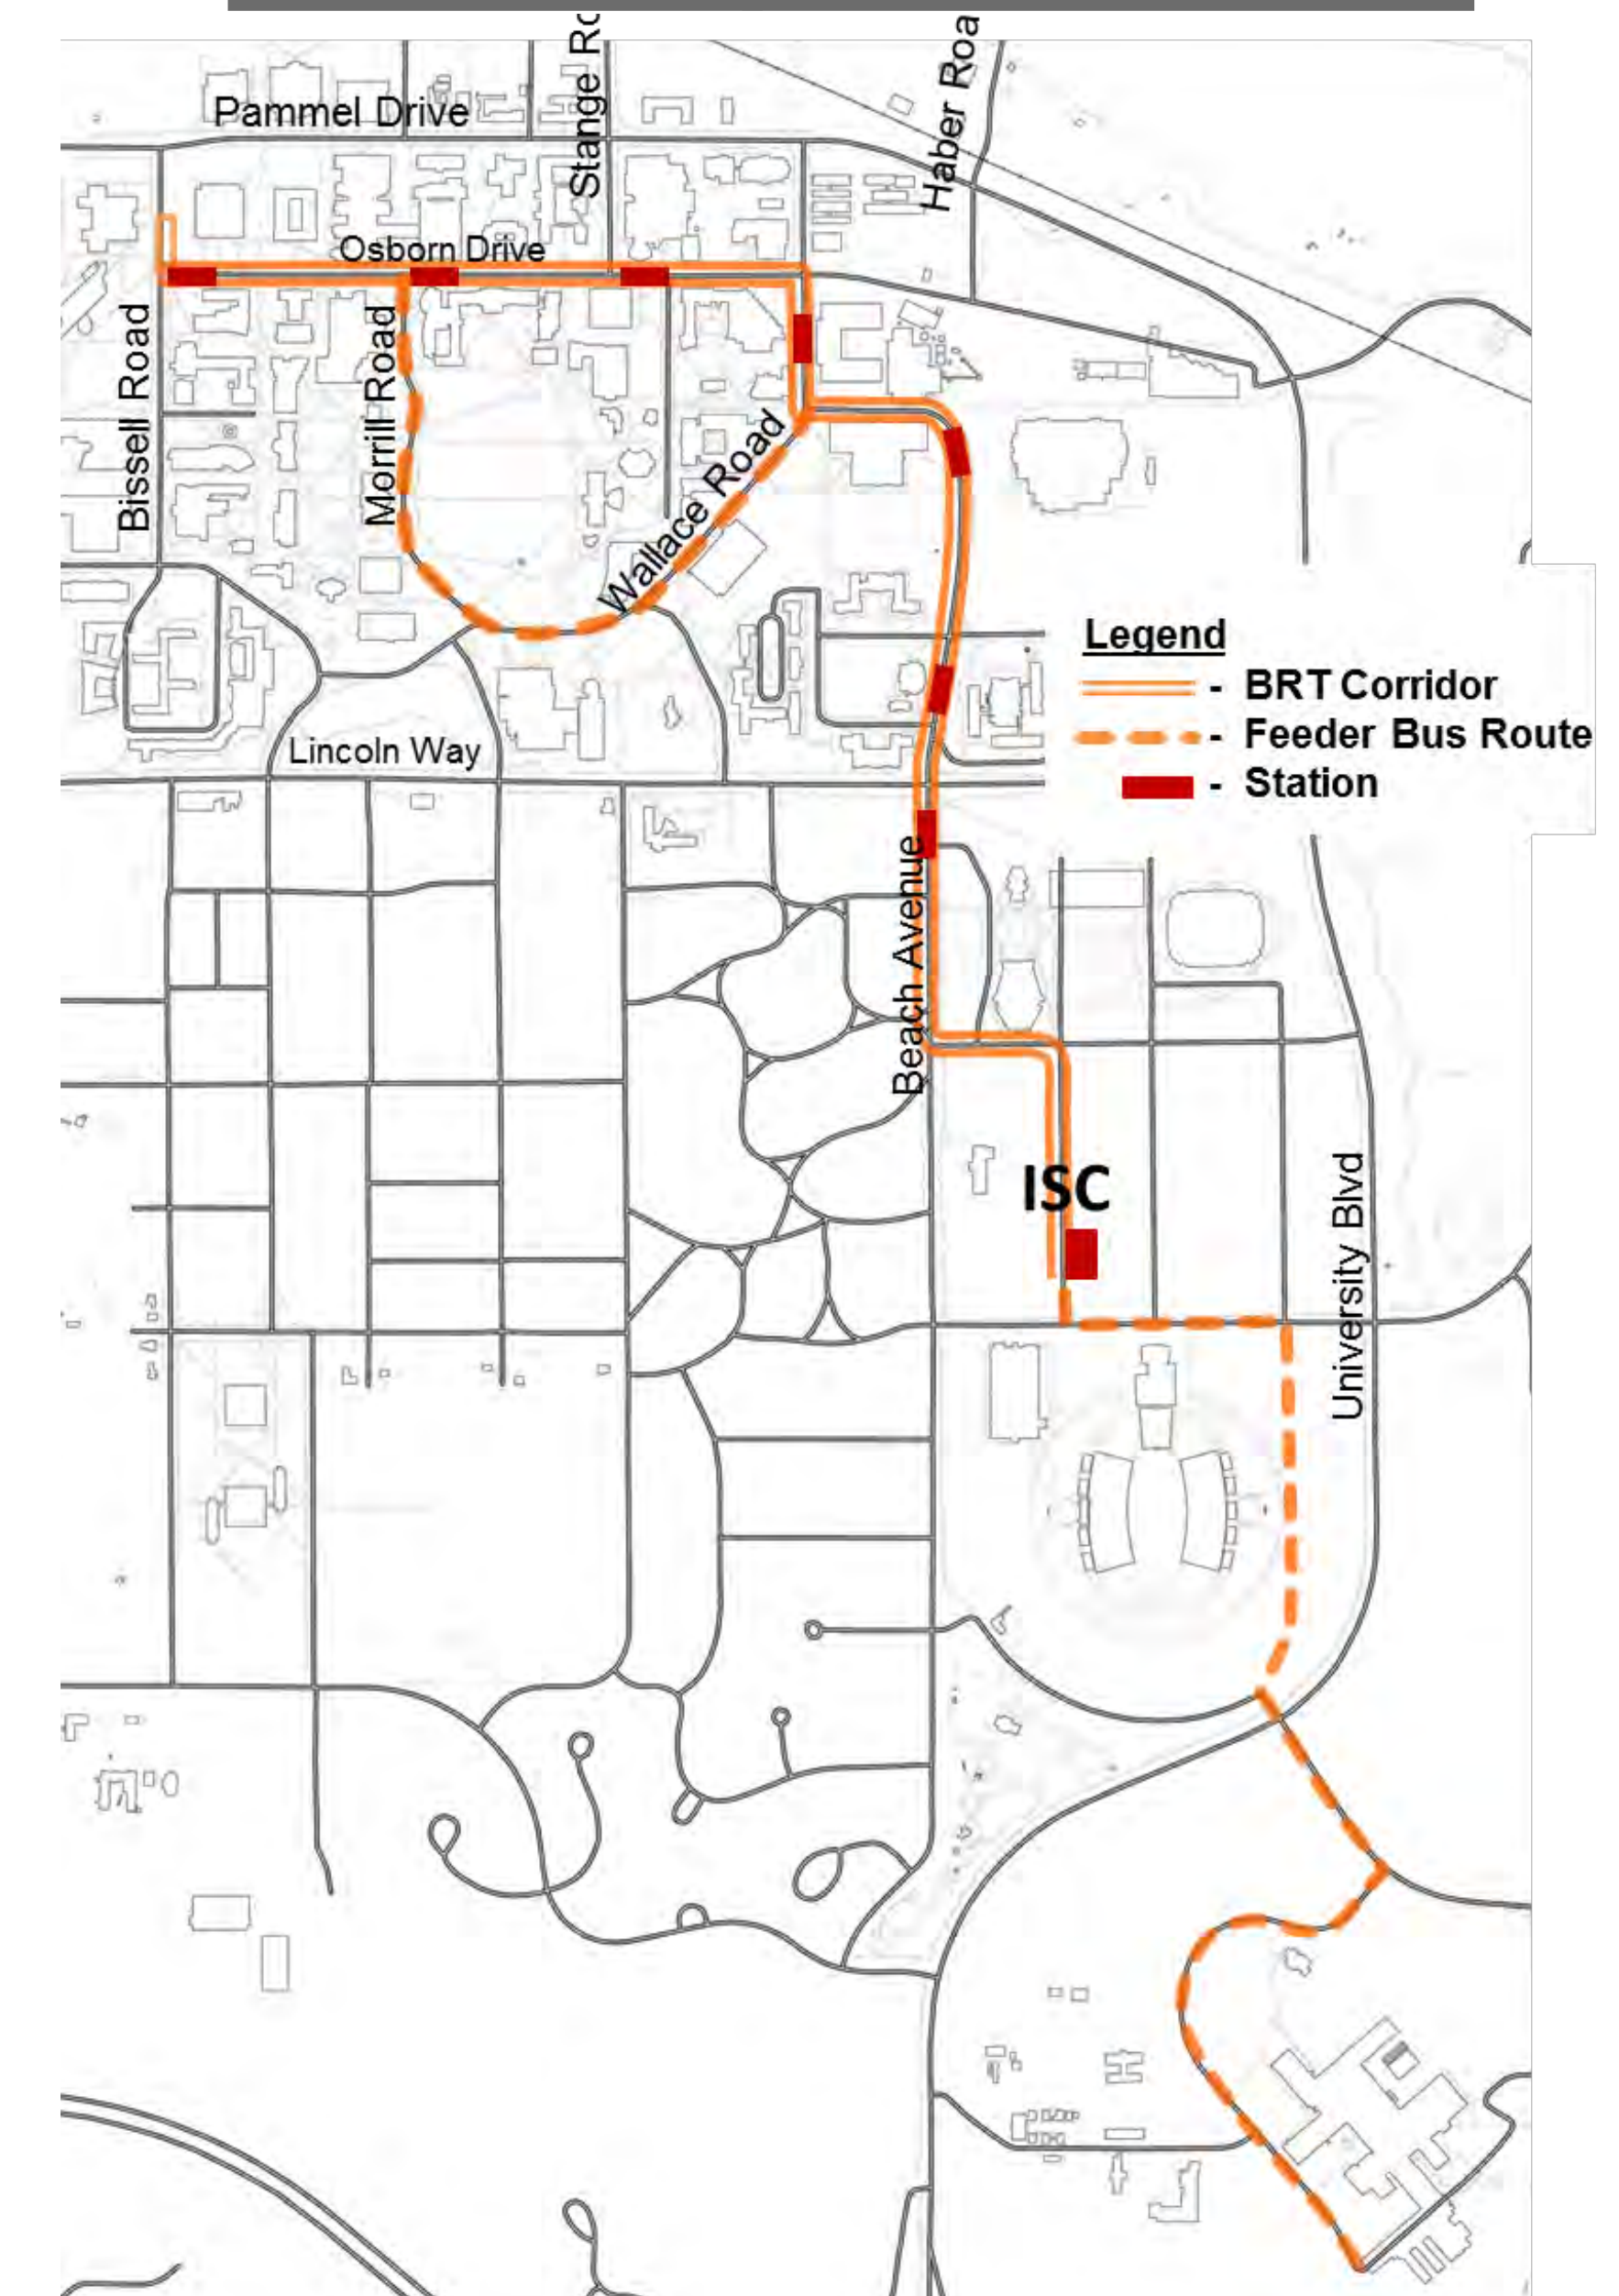 Stange Ro
Haber Roa
Pammel Drive
Osborn Drive
Bissell Road
Morrill Road
Wallace Road
Legend
- BRT Corridor
- Feeder Bus Route
- Station
Lincoln Way
Beach Avenue
ISC
University Blvd